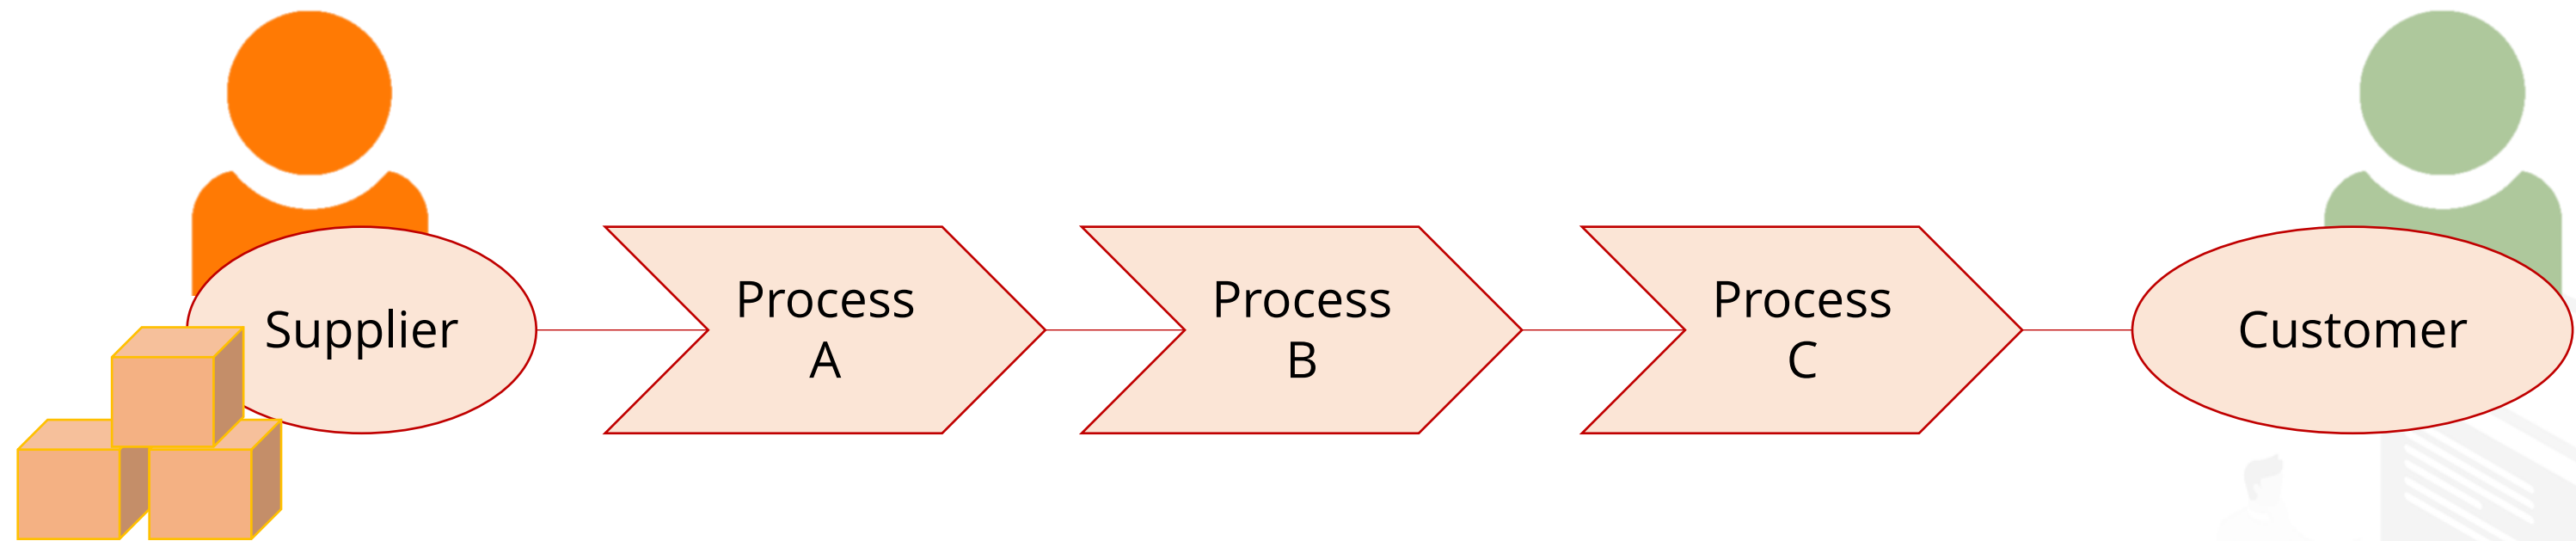 Supplier
Process
A
Process
B
Process
C
Customer